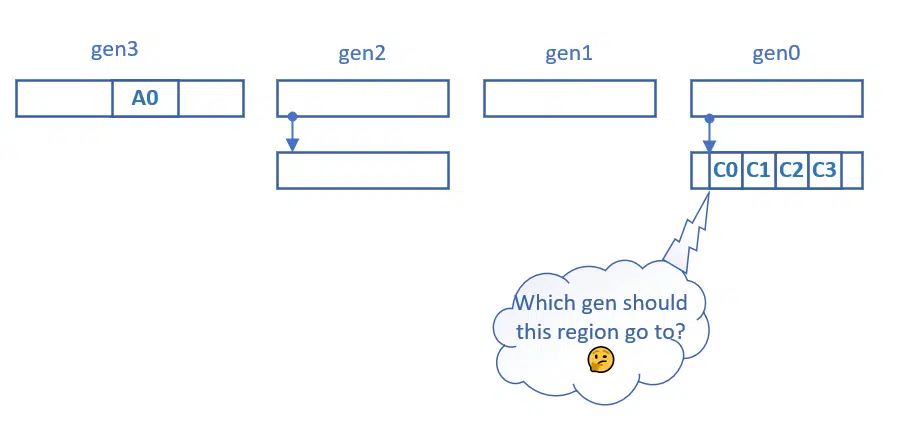 gen3
gen2
gen1
gen0
A0
C0 C1 C2 C3
Which gen should
this region go to?